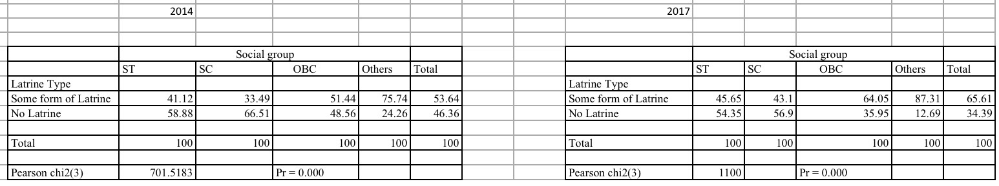 2014 2017
Social group Social group
ST SC OBC Others Total ST SC OBC Others Total
Latrine Type Latrine Type
Some form of Latrine 41.12 33.49 51.44 75.74 53.64 Some form of Latrine 45.65 43.1 64.05 87.31 65.61
No Latrine 58.88 66.51 48.56 24.26 46.36 No Latrine 54.35 56.9 35.95 12.69 34.39
Total 100 100 100 100 100 Total 100 100 100 100 100
Pearson chi2(3) 701.5183 Pr = 0.000 Pearson chi2(3) 1100 Pr = 0.000